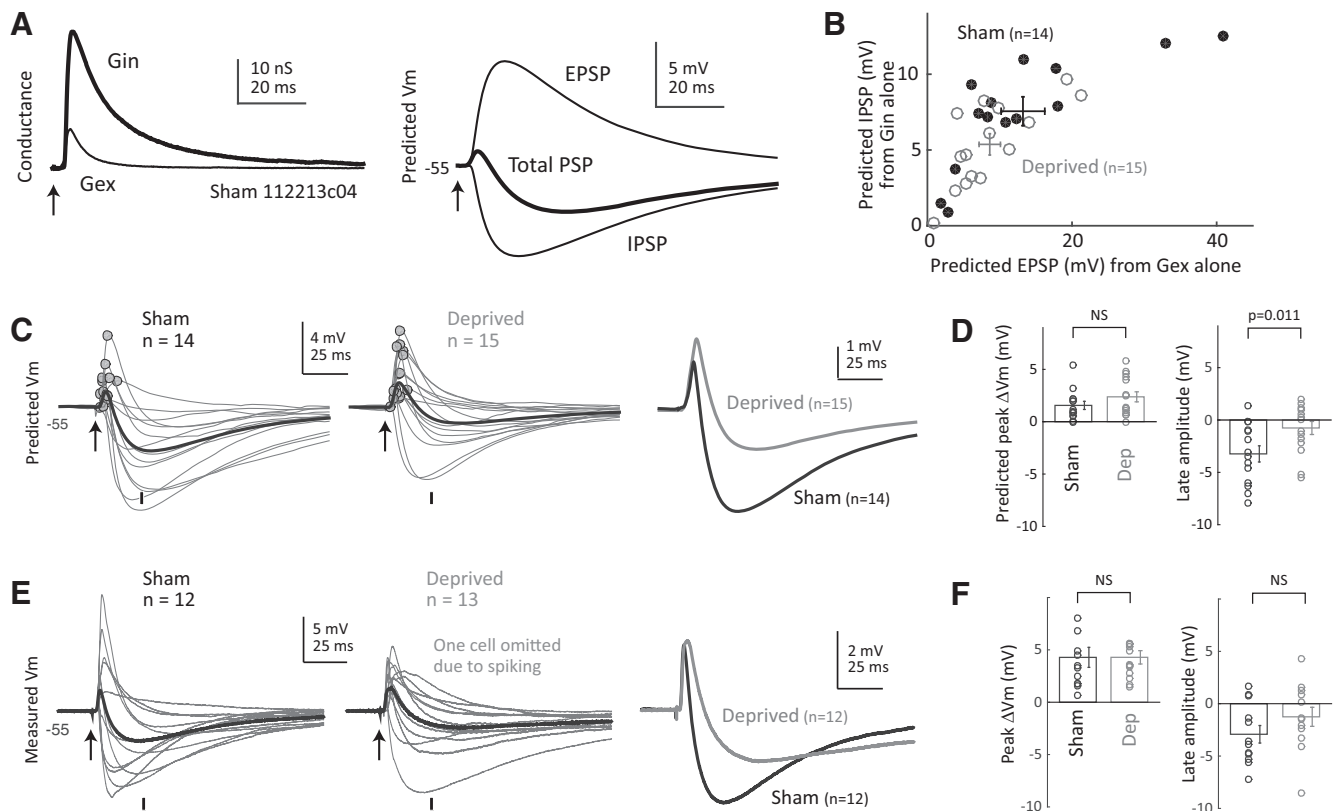 A
Conductance
Gin
Gex
10 nS
20 ms
Sham 112213c04
Predicted Vm
-55
EPSP
Total PSP
IPSP
5 mV
20 ms
B
Predicted IPSP (mV)
from Gin alone
10
5
0
Sham (n=14)
Deprived (n=15)
0
20
40
Predicted EPSP (mV) from Gex alone
C
Predicted Vm
-55
Sham
n = 14
4 mV
25 ms
Deprived
n = 15
1 mV
25 ms
Deprived (n=15)
Sham (n=14)
D
Predicted peak ΔVm (mV)
5
0
-5
-10
NS
Sham
Dep
Late amplitude (mV)
5
0
-5
-10
p=0.011
E
Measured Vm
-55
Sham
n = 12
5 mV
25 ms
Deprived
n = 13
One cell omitted
due to spiking
2 mV
25 ms
Deprived (n=12)
Sham (n=12)
F
Peak ΔVm (mV)
5
0
-5
-10
NS
Sham
Dep
Late amplitude (mV)
5
0
-5
-10
NS